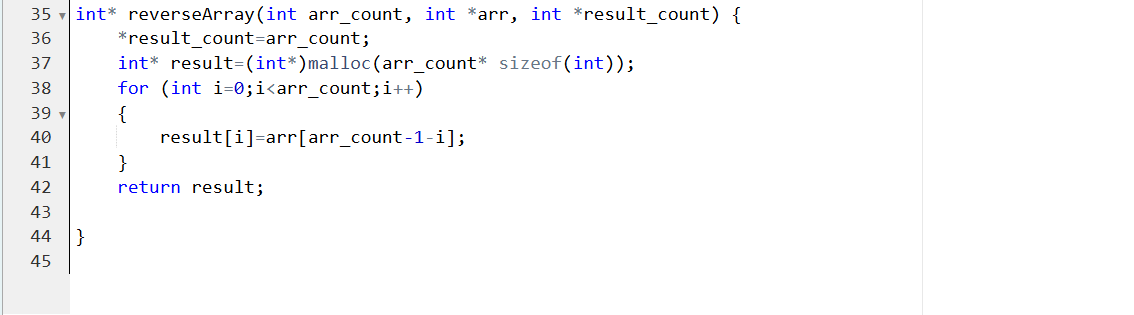 35 int* reverseArray(int arr_count, int *arr, int *result_count) {
36     *result_count=arr_count;
37     int* result=(int*)malloc(arr_count* sizeof(int));
38     for (int i=0;i<arr_count;i++)
39     {
40         result[i]=arr[arr_count-1-i];
41     }
42     return result;
43
44 }
45